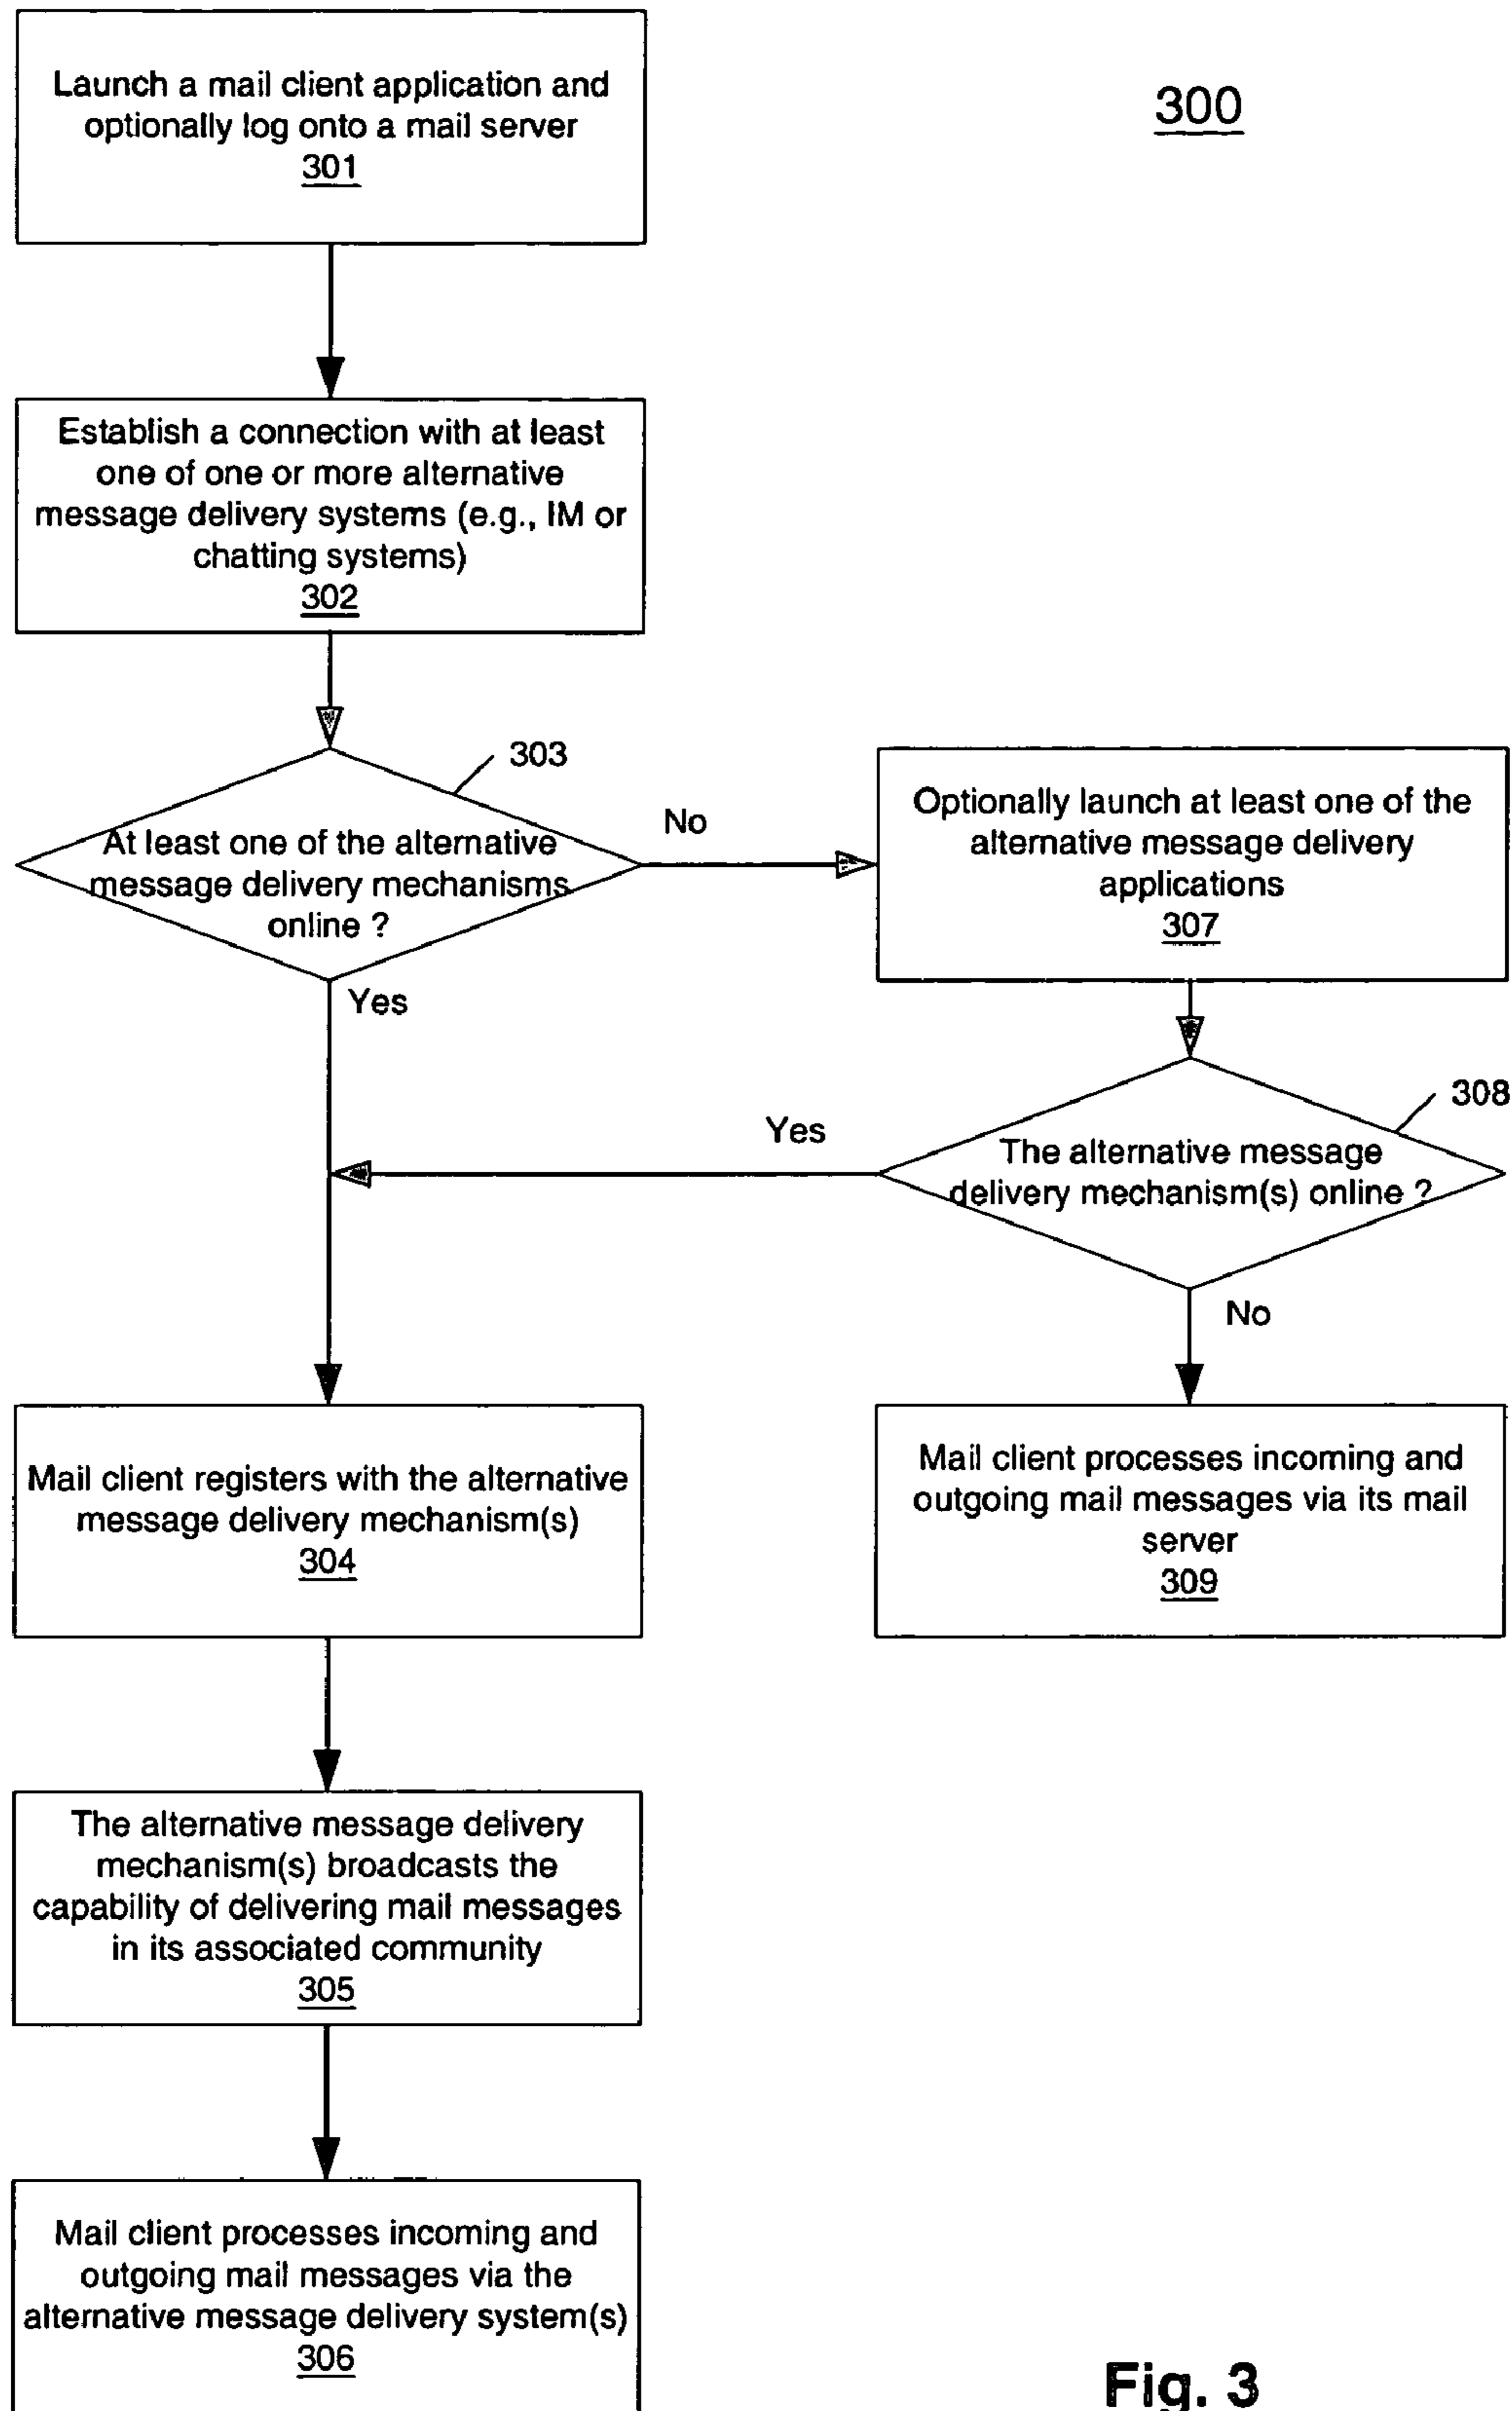 Launch a mail client application and
optionally log onto a mail server
301
300
Establish a connection with at least
one of one or more alternative
message delivery systems (e.g., IM or
chatting systems)
302
303
At least one of the alternative
message delivery mechanisms
online ?
No
Yes
Optionally launch at least one of the
alternative message delivery
applications
307
308
The alternative message
delivery mechanism(s) online ?
Yes
No
Mail client registers with the alternative
message delivery mechanism(s)
304
Mail client processes incoming and
outgoing mail messages via its mail
server
309
The alternative message delivery
mechanism(s) broadcasts the
capability of delivering mail messages
in its associated community
305
Mail client processes incoming and
outgoing mail messages via the
alternative message delivery system(s)
306
Fig. 3